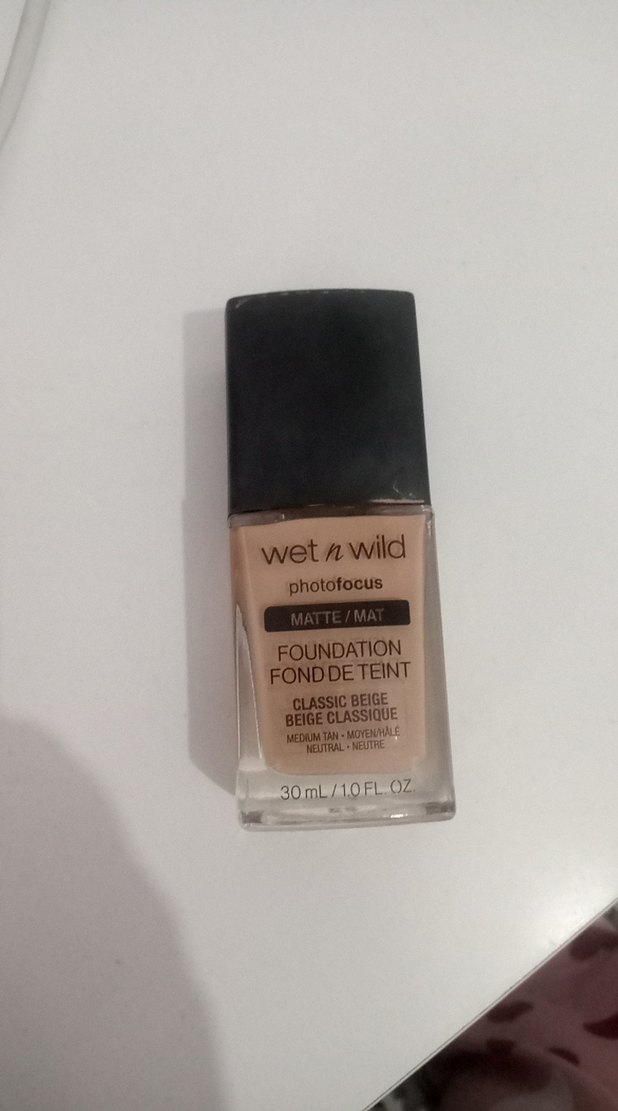 wet n wild
photofocus
MATTE / MAT
FOUNDATION
FOND DE TEINT
CLASSIC BEIGE
BEIGE CLASSIQUE
MEDIUM TAN • MOYEN/HÂLÉ
NEUTRAL • NEUTRE
30 mL / 1.0 FL. OZ.